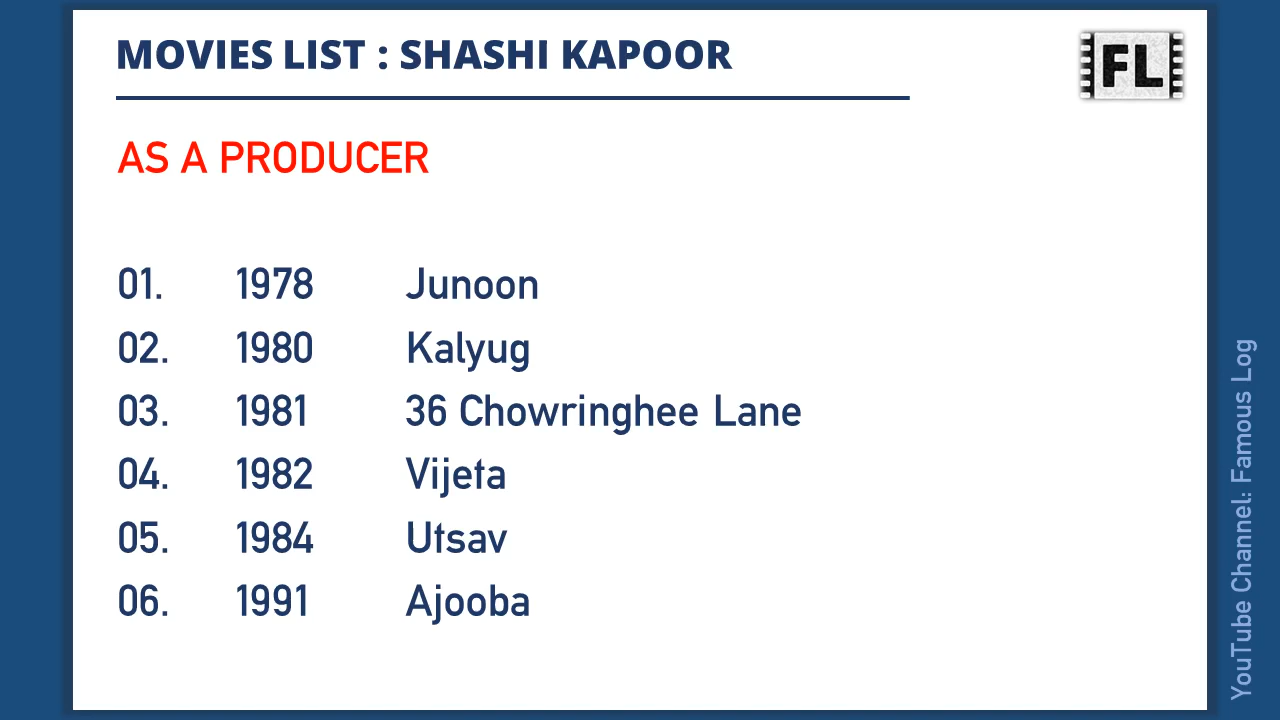 MOVIES LIST : SHASHI KAPOOR
FL
AS A PRODUCER
01. 1978 Junoon
02. 1980 Kalyug
03. 1981 36 Chowringhee Lane
04. 1982 Vijeta
05. 1984 Utsav
06. 1991 Ajooba
YouTube Channel: Famous Log